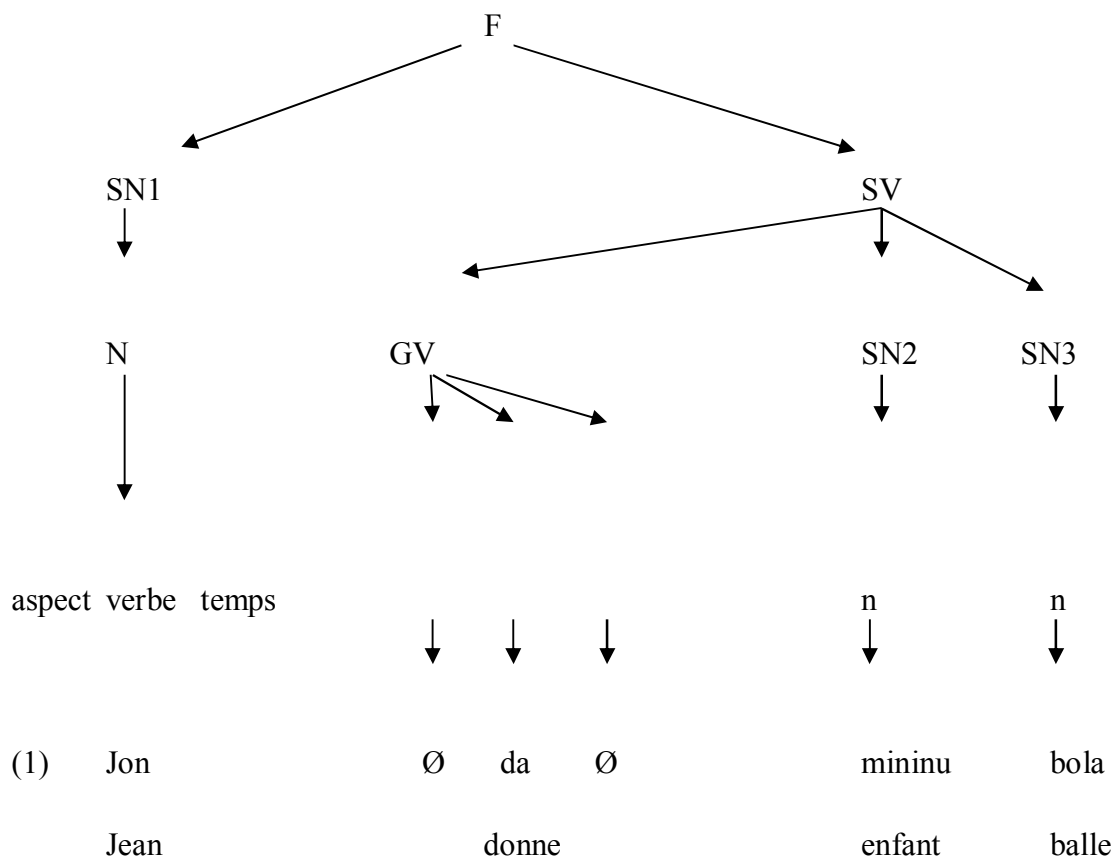 F
SN1 SV
N GV SN2 SN3
aspect verbe temps n n
(1) Jon Ø da Ø mininu bola
Jean donne enfant balle